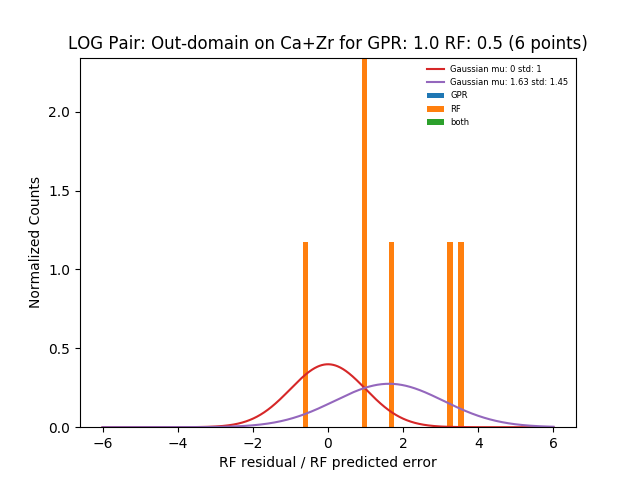 LOG Pair: Out-domain on Ca+Zr for GPR: 1.0 RF: 0.5 (6 points)
Gaussian mu: 0 std: 1
Gaussian mu: 1.63 std: 1.45
GPR
RF
both
2.0
1.5
1.0
0.5
0.0
Normalized Counts
−6
−4
−2
0
2
4
6
RF residual / RF predicted error